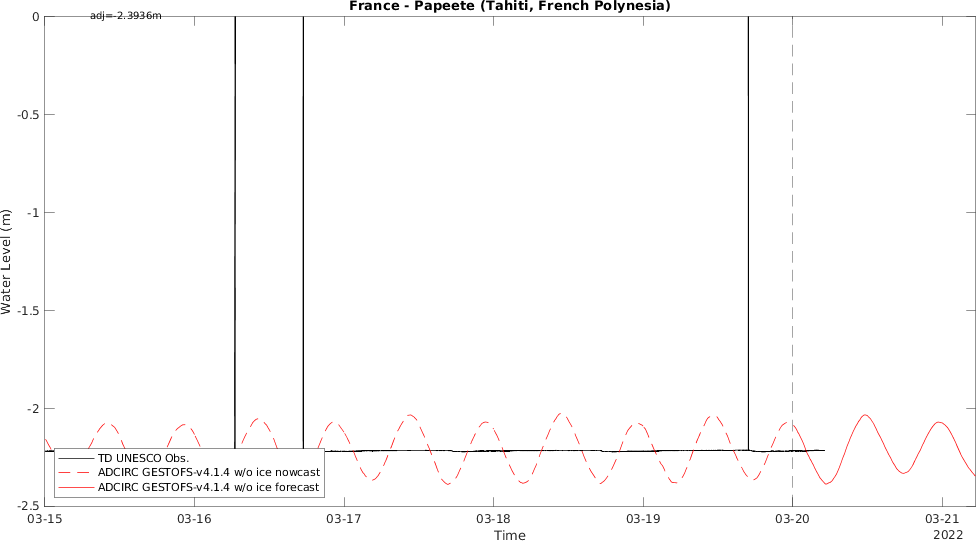 France - Papeete (Tahiti, French Polynesia)
adj=-2.3936m
0
-0.5
-1
-1.5
-2
-2.5
Water Level (m)
TD UNESCO Obs.
ADCIRC GESTOFS-v4.1.4 w/o ice nowcast
ADCIRC GESTOFS-v4.1.4 w/o ice forecast
03-15 03-16 03-17 03-18 03-19 03-20 03-21
Time
2022